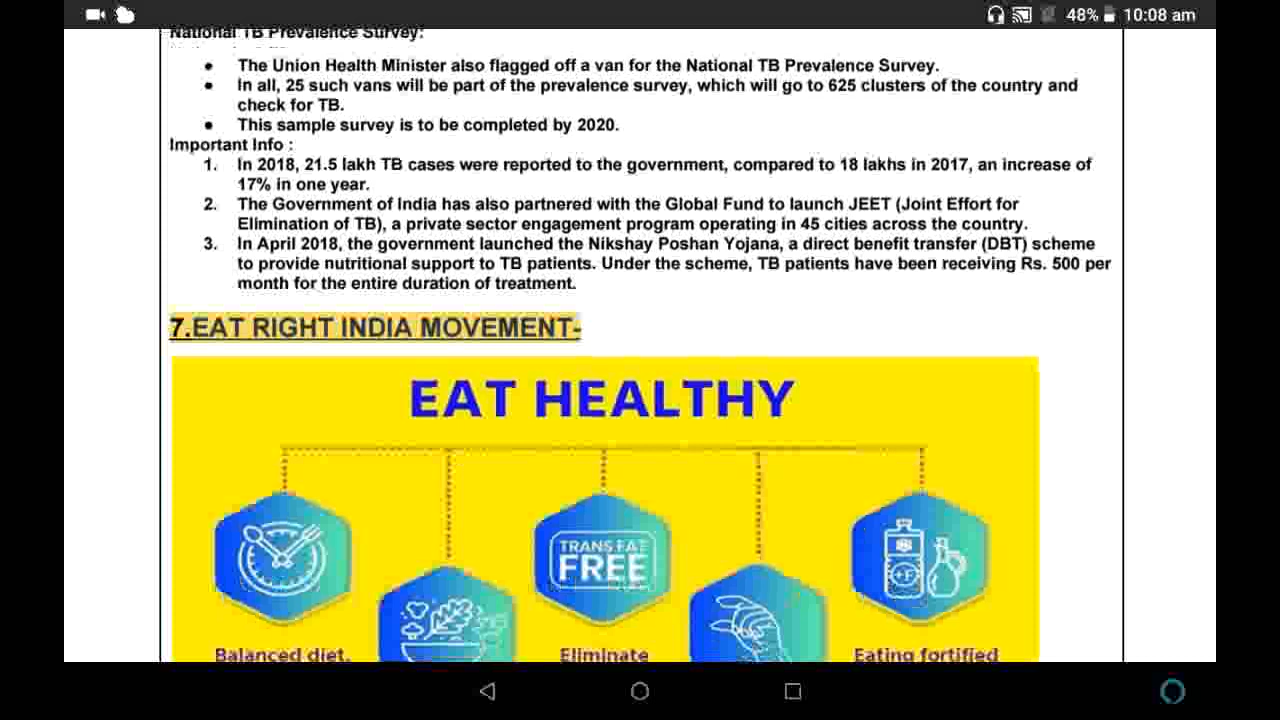 48% 10:08 am
National TB Prevalence Survey:
• The Union Health Minister also flagged off a van for the National TB Prevalence Survey.
• In all, 25 such vans will be part of the prevalence survey, which will go to 625 clusters of the country and
check for TB.
• This sample survey is to be completed by 2020.
Important Info :
1. In 2018, 21.5 lakh TB cases were reported to the government, compared to 18 lakhs in 2017, an increase of
17% in one year.
2. The Government of India has also partnered with the Global Fund to launch JEET (Joint Effort for
Elimination of TB), a private sector engagement program operating in 45 cities across the country.
3. In April 2018, the government launched the Nikshay Poshan Yojana, a direct benefit transfer (DBT) scheme
to provide nutritional support to TB patients. Under the scheme, TB patients have been receiving Rs. 500 per
month for the entire duration of treatment.
7.EAT RIGHT INDIA MOVEMENT-
EAT HEALTHY
TRANS FAT
FREE
+F
Balanced diet,
Eliminate
Eating fortified